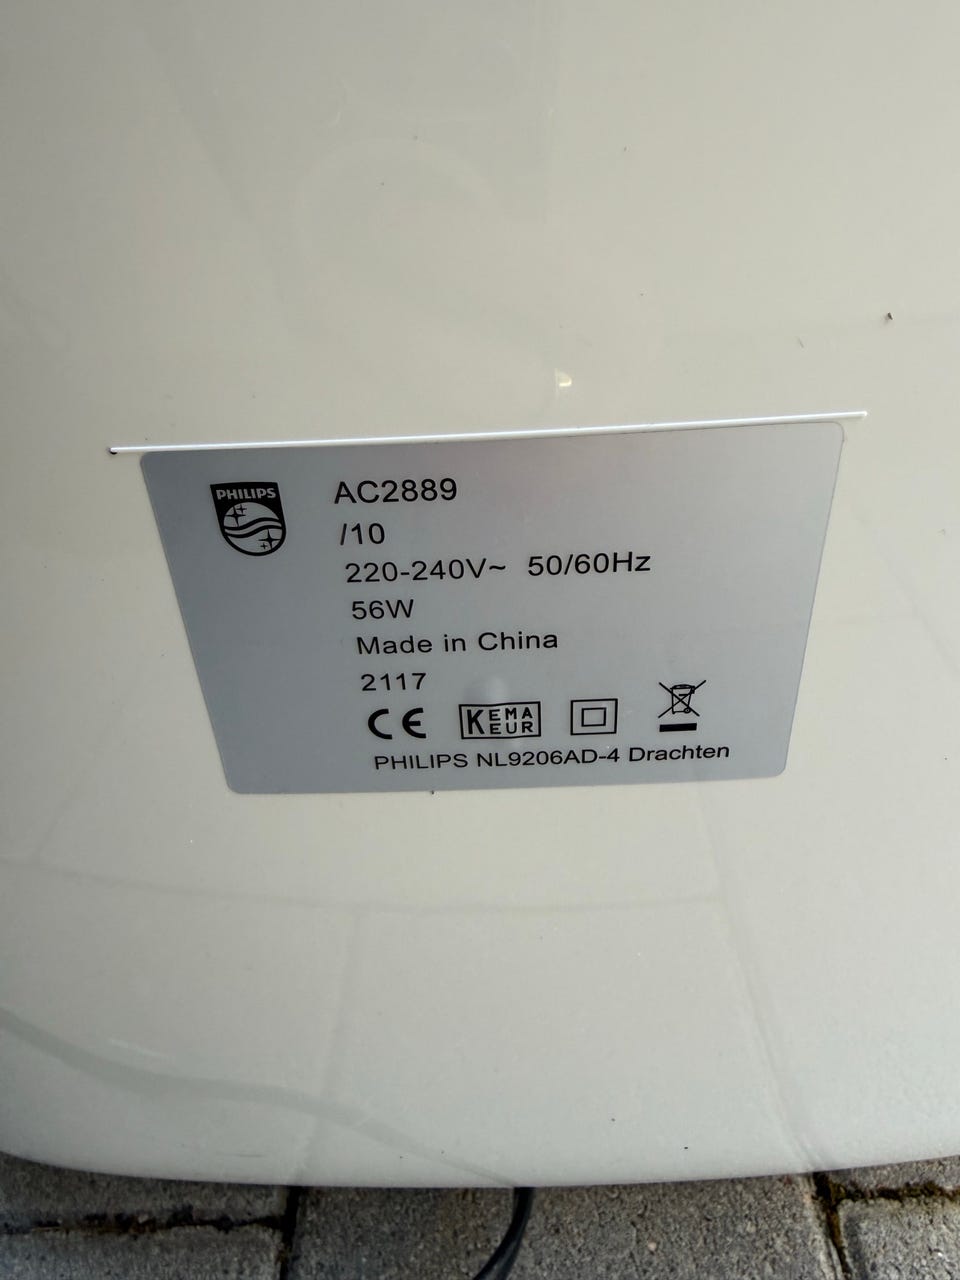 PHILIPS
AC2889
/10
220-240V~ 50/60Hz
56W
Made in China
2117
CE KEMA EUR
PHILIPS NL9206AD-4 Drachten